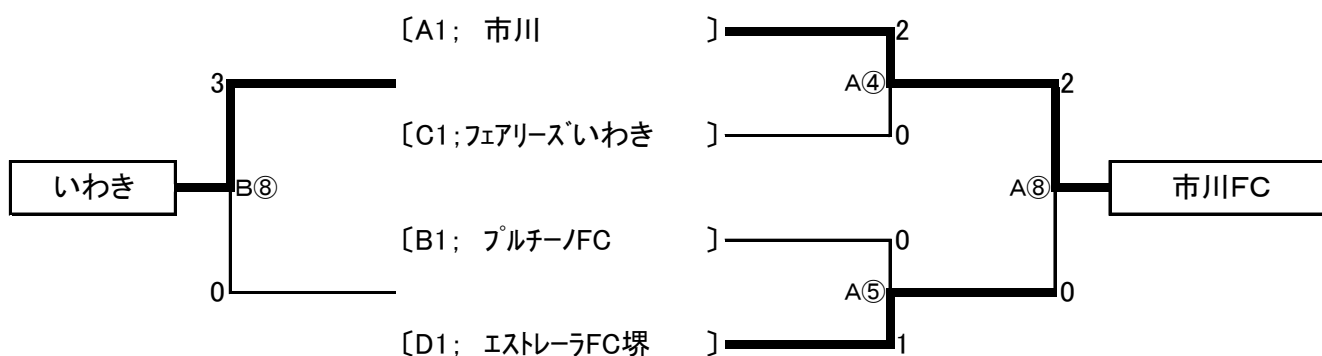 〔A1; 市川 〕 2
3 A④ 2
〔C1;フェアリーズいわき 〕 0
いわき B⑧ A⑧ 市川FC
〔B1; プルチーノFC 〕 0
0 A⑤ 0
〔D1; エストレーラFC堺 〕 1